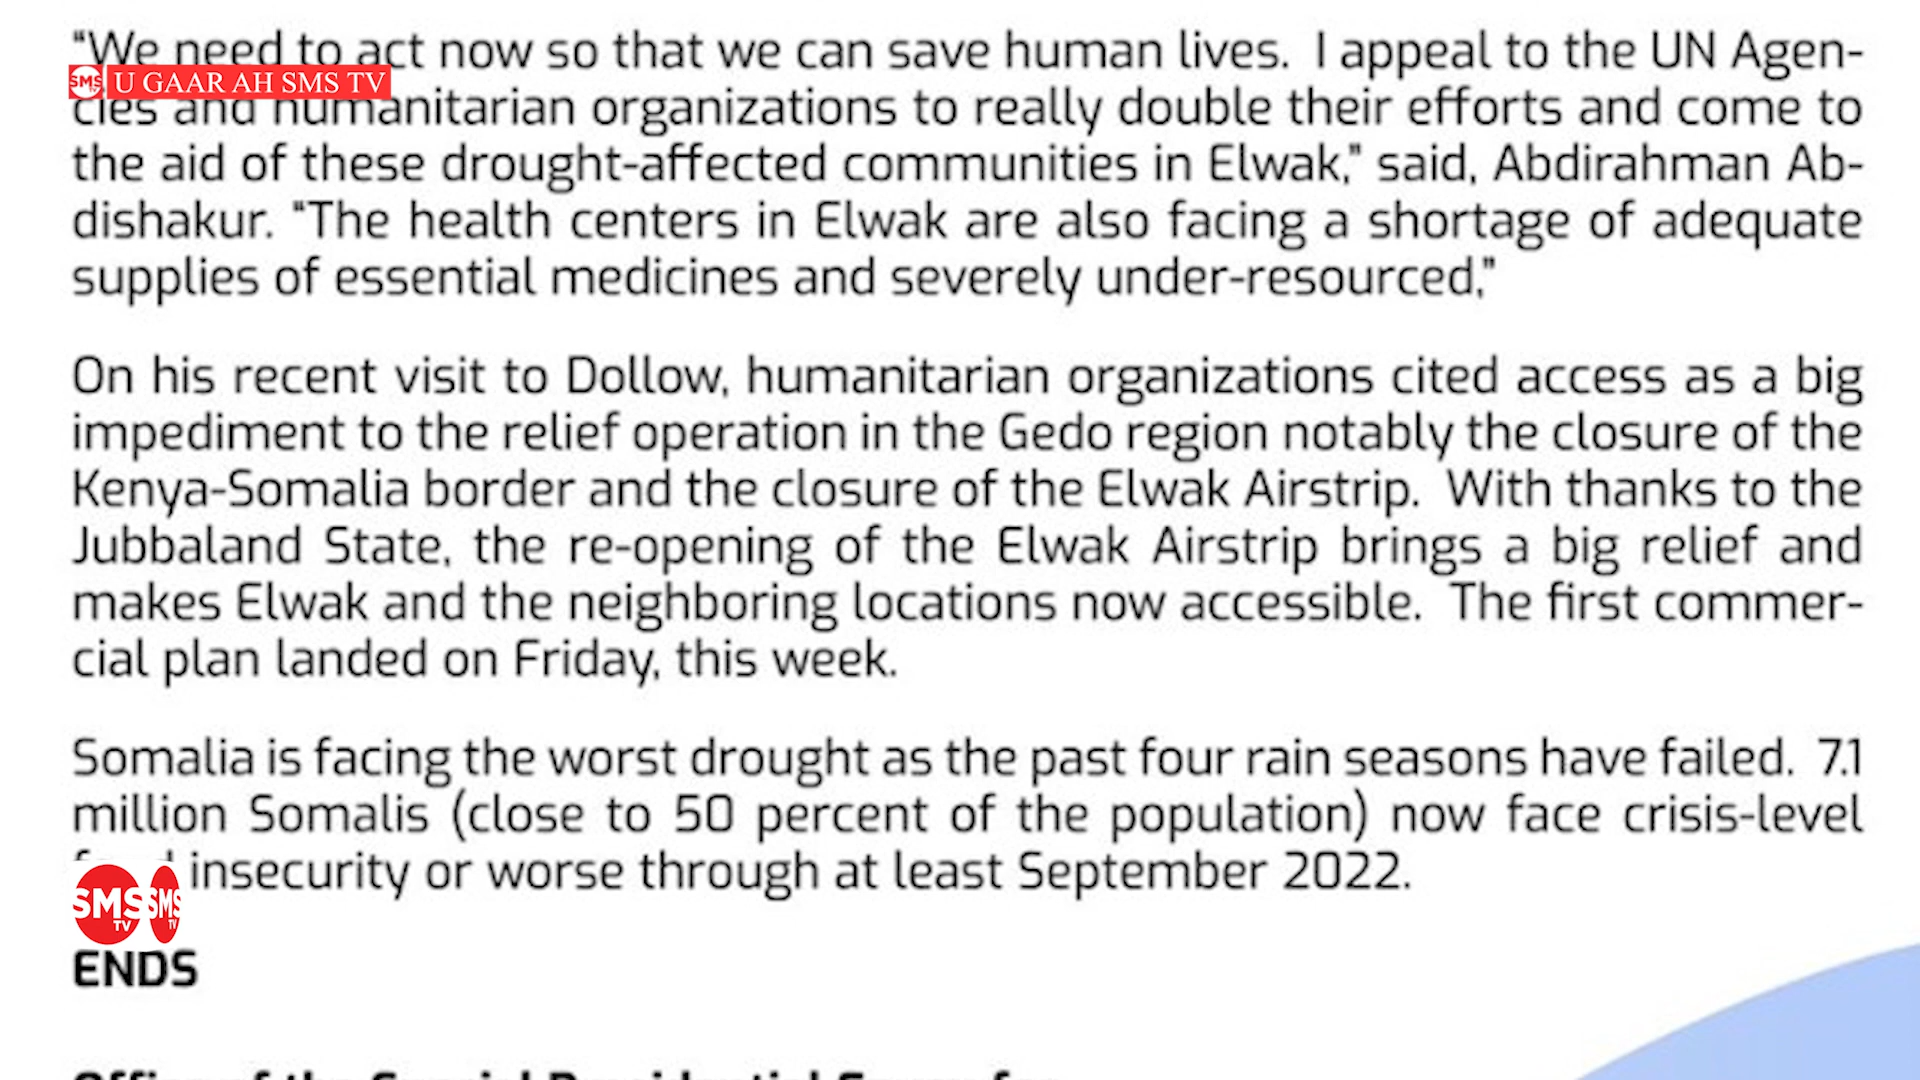 “We need to act now so that we can save human lives. I appeal to the UN Agen-
SMS U GAAR AH SMS TV
cies and humanitarian organizations to really double their efforts and come to
the aid of these drought-affected communities in Elwak,” said, Abdirahman Ab-
dishakur. “The health centers in Elwak are also facing a shortage of adequate
supplies of essential medicines and severely under-resourced,”
On his recent visit to Dollow, humanitarian organizations cited access as a big
impediment to the relief operation in the Gedo region notably the closure of the
Kenya-Somalia border and the closure of the Elwak Airstrip. With thanks to the
Jubbaland State, the re-opening of the Elwak Airstrip brings a big relief and
makes Elwak and the neighboring locations now accessible. The first commer-
cial plan landed on Friday, this week.
Somalia is facing the worst drought as the past four rain seasons have failed. 7.1
million Somalis (close to 50 percent of the population) now face crisis-level
insecurity or worse through at least September 2022.
SMS TV SMS TV
ENDS
Office of the Special Presidential Envoy for